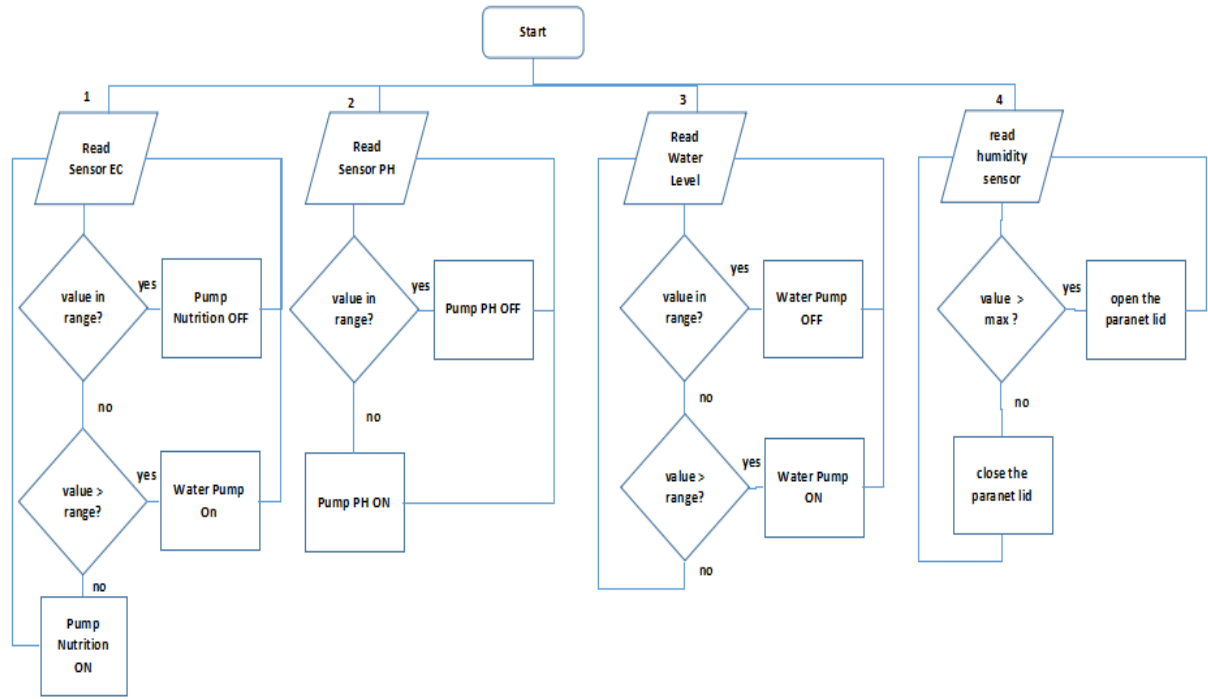 Start
1
Read
Sensor EC
value in
range?
yes
Pump
Nutrition OFF
no
value >
range?
yes
Water Pump
On
no
Pump
Nutrition
ON
2
Read
Sensor PH
value in
range?
yes
Pump PH OFF
no
Pump PH ON
3
Read
Water
Level
value in
range?
yes
Water Pump
OFF
no
value >
range?
yes
Water Pump
ON
no
4
read
humidity
sensor
value >
max ?
yes
open the
paranet lid
no
close the
paranet lid